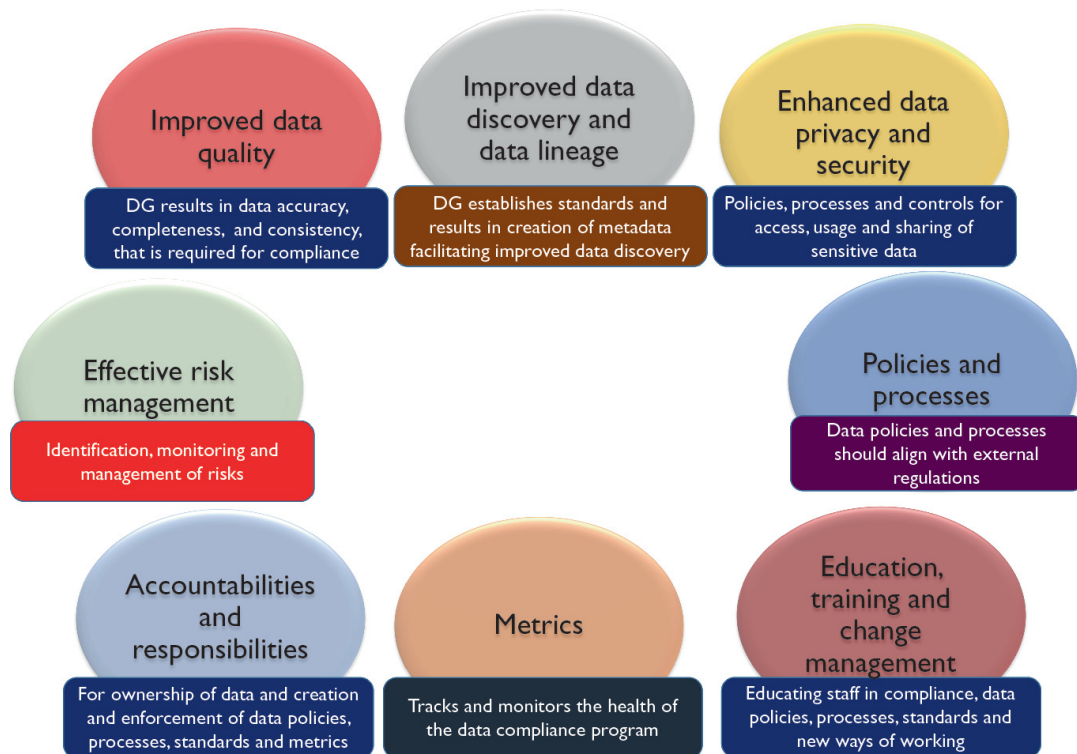 Improved data
quality
DG results in data accuracy,
completeness,  and consistency,
that is required for compliance
Improved data
discovery and
data lineage
DG establishes standards and
results in creation of metadata
facilitating improved data discovery
Enhanced data
privacy and
security
Policies, processes and controls for
access, usage and sharing of
sensitive data
Effective risk
management
Identification, monitoring and
management of risks
Policies and
processes
Data policies and processes
should align with external
regulations
Accountabilities
and
responsibilities
For ownership of data and creation
and enforcement of data policies,
processes, standards and metrics
Metrics
Tracks and monitors the health of
the data compliance program
Education,
training and
change
management
Educating staff in compliance, data
policies, processes, standards and
new ways of working